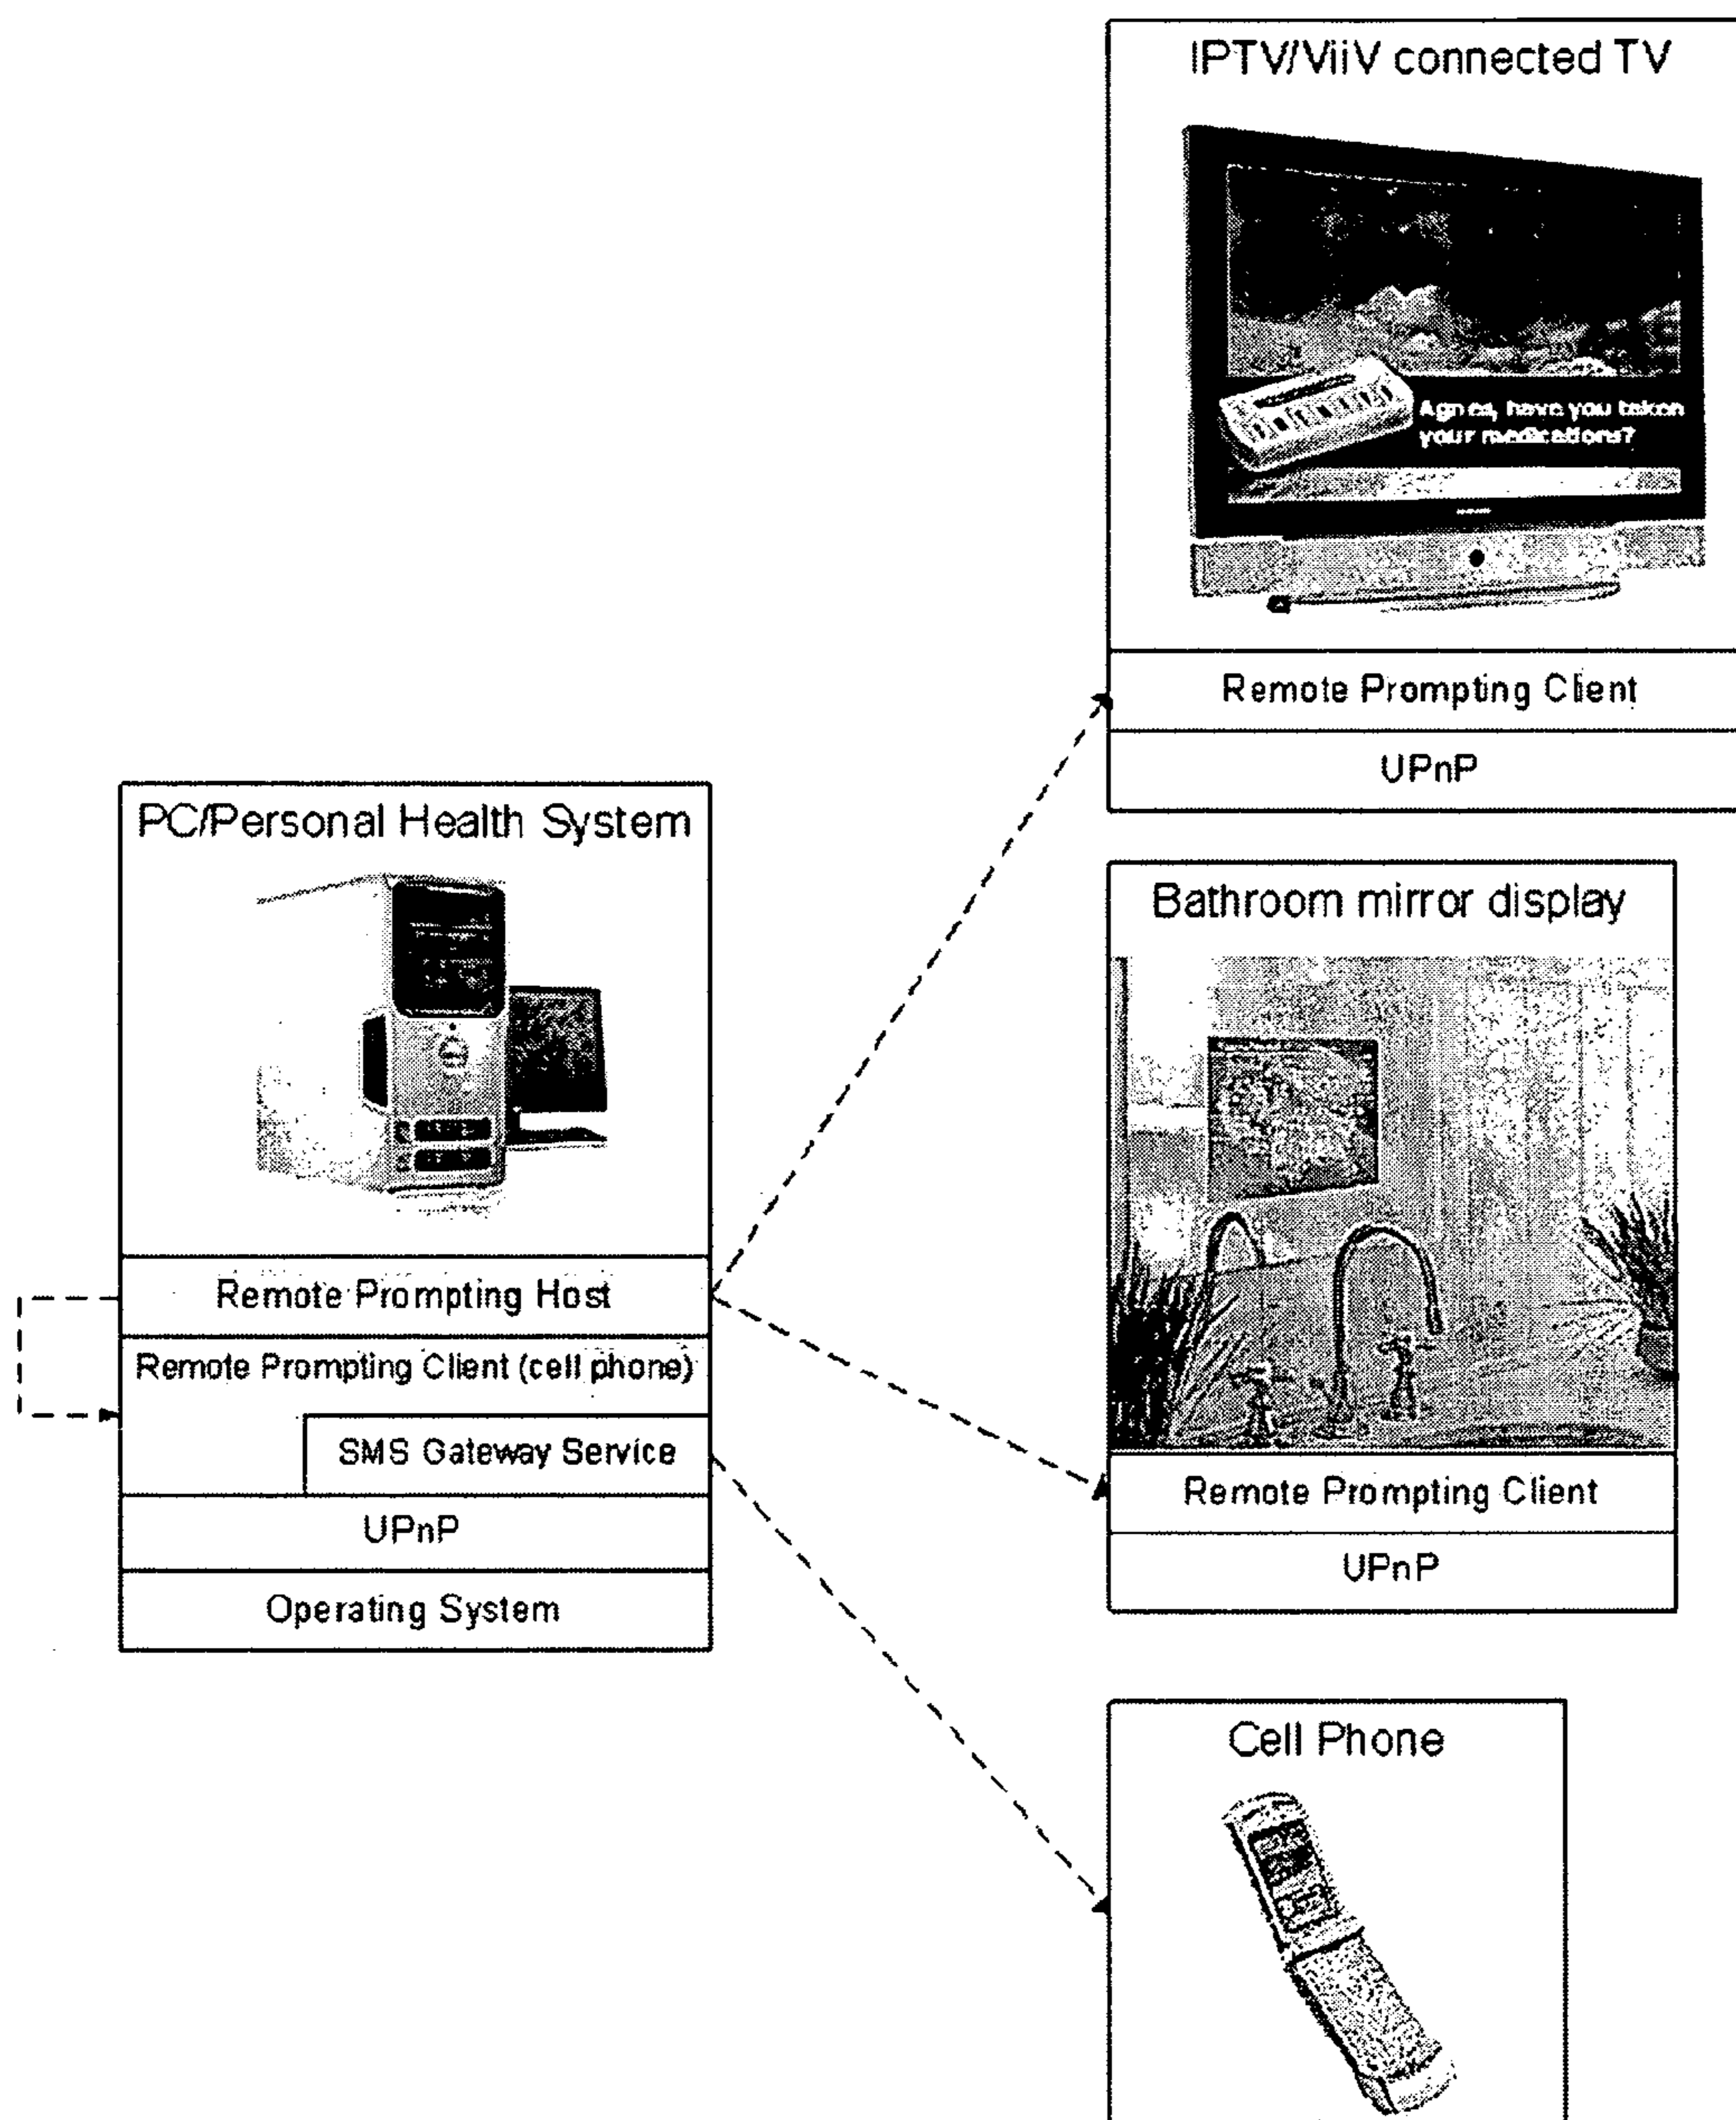 IPTV/ViiV connected TV
Agnes, have you taken
your medications?
Remote Prompting Client
UPnP
PC/Personal Health System
Remote Prompting Host
Remote Prompting Client (cell phone)
SMS Gateway Service
UPnP
Operating System
Bathroom mirror display
Remote Prompting Client
UPnP
Cell Phone